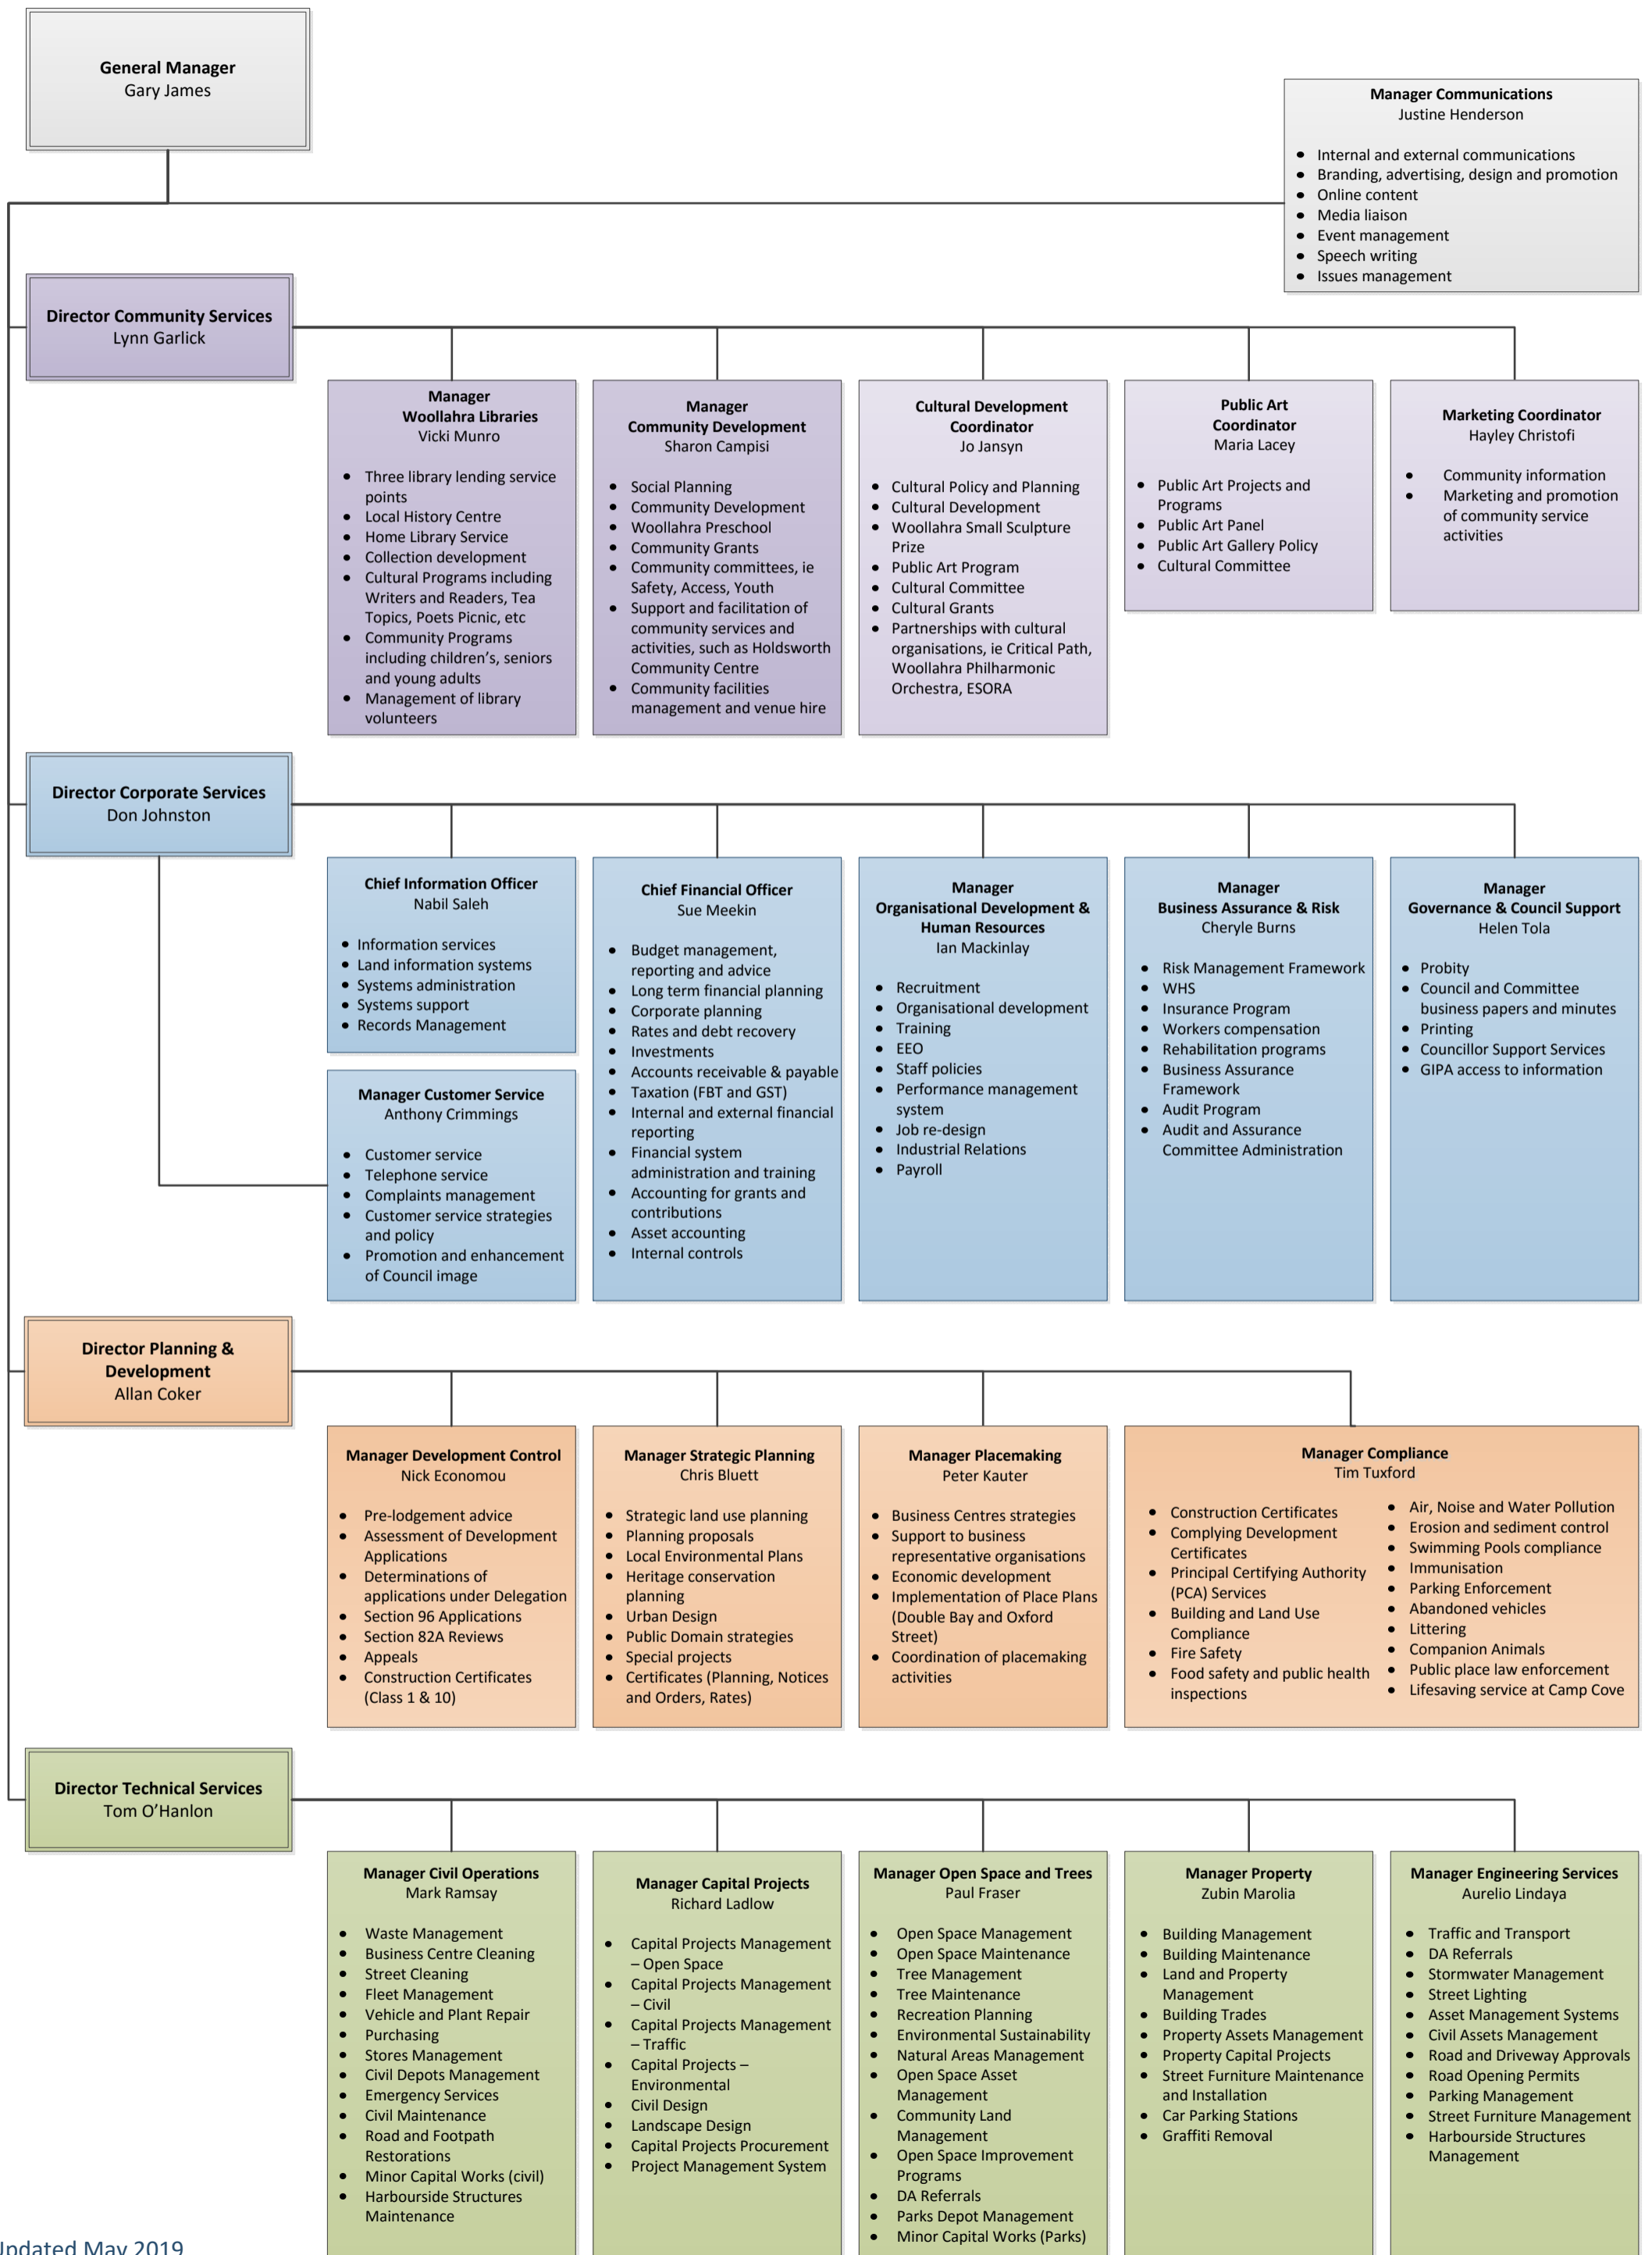 General Manager
Gary James
Manager Communications
Justine Henderson
• Internal and external communications
• Branding, advertising, design and promotion
• Online content
• Media liaison
• Event management
• Speech writing
• Issues management
Director Community Services
Lynn Garlick
Manager
Woollahra Libraries
Vicki Munro
• Three library lending service
points
• Local History Centre
• Home Library Service
• Collection development
• Cultural Programs including
Writers and Readers, Tea
Topics, Poets Picnic, etc
• Community Programs
including children’s, seniors
and young adults
• Management of library
volunteers
Manager
Community Development
Sharon Campisi
• Social Planning
• Community Development
• Woollahra Preschool
• Community Grants
• Community committees, ie
Safety, Access, Youth
• Support and facilitation of
community services and
activities, such as Holdsworth
Community Centre
• Community facilities
management and venue hire
Cultural Development
Coordinator
Jo Jansyn
• Cultural Policy and Planning
• Cultural Development
• Woollahra Small Sculpture
Prize
• Public Art Program
• Cultural Committee
• Cultural Grants
• Partnerships with cultural
organisations, ie Critical Path,
Woollahra Philharmonic
Orchestra, ESORA
Public Art
Coordinator
Maria Lacey
• Public Art Projects and
Programs
• Public Art Panel
• Public Art Gallery Policy
• Cultural Committee
Marketing Coordinator
Hayley Christofi
• Community information
• Marketing and promotion
of community service
activities
Director Corporate Services
Don Johnston
Chief Information Officer
Nabil Saleh
• Information services
• Land information systems
• Systems administration
• Systems support
• Records Management
Manager Customer Service
Anthony Crimmings
• Customer service
• Telephone service
• Complaints management
• Customer service strategies
and policy
• Promotion and enhancement
of Council image
Chief Financial Officer
Sue Meekin
• Budget management,
reporting and advice
• Long term financial planning
• Corporate planning
• Rates and debt recovery
• Investments
• Accounts receivable & payable
• Taxation (FBT and GST)
• Internal and external financial
reporting
• Financial system
administration and training
• Accounting for grants and
contributions
• Asset accounting
• Internal controls
Manager
Organisational Development &
Human Resources
Ian Mackinlay
• Recruitment
• Organisational development
• Training
• EEO
• Staff policies
• Performance management
system
• Job re-design
• Industrial Relations
• Payroll
Manager
Business Assurance & Risk
Cheryle Burns
• Risk Management Framework
• WHS
• Insurance Program
• Workers compensation
• Rehabilitation programs
• Business Assurance
Framework
• Audit Program
• Audit and Assurance
Committee Administration
Manager
Governance & Council Support
Helen Tola
• Probity
• Council and Committee
business papers and minutes
• Printing
• Councillor Support Services
• GIPA access to information
Director Planning &
Development
Allan Coker
Manager Development Control
Nick Economou
• Pre-lodgement advice
• Assessment of Development
Applications
• Determinations of
applications under Delegation
• Section 96 Applications
• Section 82A Reviews
• Appeals
• Construction Certificates
(Class 1 & 10)
Manager Strategic Planning
Chris Bluett
• Strategic land use planning
• Planning proposals
• Local Environmental Plans
• Heritage conservation
planning
• Urban Design
• Public Domain strategies
• Special projects
• Certificates (Planning, Notices
and Orders, Rates)
Manager Placemaking
Peter Kauter
• Business Centres strategies
• Support to business
representative organisations
• Economic development
• Implementation of Place Plans
(Double Bay and Oxford
Street)
• Coordination of placemaking
activities
Manager Compliance
Tim Tuxford
• Construction Certificates
• Complying Development
Certificates
• Principal Certifying Authority
(PCA) Services
• Building and Land Use
Compliance
• Fire Safety
• Food safety and public health
inspections
• Air, Noise and Water Pollution
• Erosion and sediment control
• Swimming Pools compliance
• Immunisation
• Parking Enforcement
• Abandoned vehicles
• Littering
• Companion Animals
• Public place law enforcement
• Lifesaving service at Camp Cove
Director Technical Services
Tom O’Hanlon
Manager Civil Operations
Mark Ramsay
• Waste Management
• Business Centre Cleaning
• Street Cleaning
• Fleet Management
• Vehicle and Plant Repair
• Purchasing
• Stores Management
• Civil Depots Management
• Emergency Services
• Civil Maintenance
• Road and Footpath
Restorations
• Minor Capital Works (civil)
• Harbourside Structures
Maintenance
Manager Capital Projects
Richard Ladlow
• Capital Projects Management
– Open Space
• Capital Projects Management
– Civil
• Capital Projects Management
– Traffic
• Capital Projects –
Environmental
• Civil Design
• Landscape Design
• Capital Projects Procurement
• Project Management System
Manager Open Space and Trees
Paul Fraser
• Open Space Management
• Open Space Maintenance
• Tree Management
• Tree Maintenance
• Recreation Planning
• Environmental Sustainability
• Natural Areas Management
• Open Space Asset
Management
• Community Land
Management
• Open Space Improvement
Programs
• DA Referrals
• Parks Depot Management
• Minor Capital Works (Parks)
Manager Property
Zubin Marolia
• Building Management
• Building Maintenance
• Land and Property
Management
• Building Trades
• Property Assets Management
• Property Capital Projects
• Street Furniture Maintenance
and Installation
• Car Parking Stations
• Graffiti Removal
Manager Engineering Services
Aurelio Lindaya
• Traffic and Transport
• DA Referrals
• Stormwater Management
• Street Lighting
• Asset Management Systems
• Civil Assets Management
• Road and Driveway Approvals
• Road Opening Permits
• Parking Management
• Street Furniture Management
• Harbourside Structures
Management
Updated May 2019